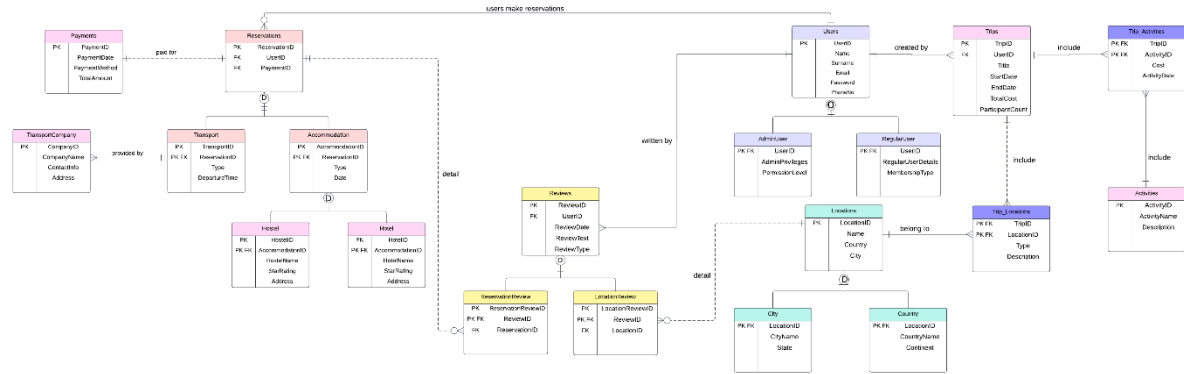 users make reservations
Payments
PK PaymentID
PaymentDate
PaymentMethod
TotalAmount
paid for
Reservations
PK ReservationID
FK UserID
FK PaymentID
Users
PK UserID
Name
Surname
Email
Password
PhoneNo
created by
Trips
PK TripID
FK UserID
Title
StartDate
EndDate
TotalCost
ParticipantCount
include
Trip_Activities
PK FK TripID
PK FK ActivityID
Cost
ActivityDate
D
O
TransportCompany
PK CompanyID
CompanyName
ContactInfo
Address
provided by
Transport
PK TransportID
PK FK ReservationID
Type
DepartureTime
Accommodation
PK AccommodationID
PK FK ReservationID
Type
Date
written by
AdminUser
PK FK UserID
AdminPrivileges
PermissionLevel
RegularUser
PK FK UserID
RegularUserDetails
MembershipType
include
include
detail
D
Reviews
PK ReviewID
FK UserID
ReviewDate
ReviewText
ReviewType
Locations
PK LocationID
Name
Country
City
belong to
Trip_Locations
PK FK TripID
PK FK LocationID
Type
Description
Activities
PK ActivityID
ActivityName
Description
Hostel
PK HostelID
PK FK AccommodationID
HostelName
StarRating
Address
Hotel
PK HotelID
PK FK AccommodationID
HotelName
StarRating
Address
D
detail
D
ReservationReview
PK ReservationReviewID
PK FK ReviewID
FK ReservationID
LocationReview
PK LocationReviewID
PK FK ReviewID
FK LocationID
City
PK FK LocationID
CityName
State
Country
PK FK LocationID
CountryName
Continent